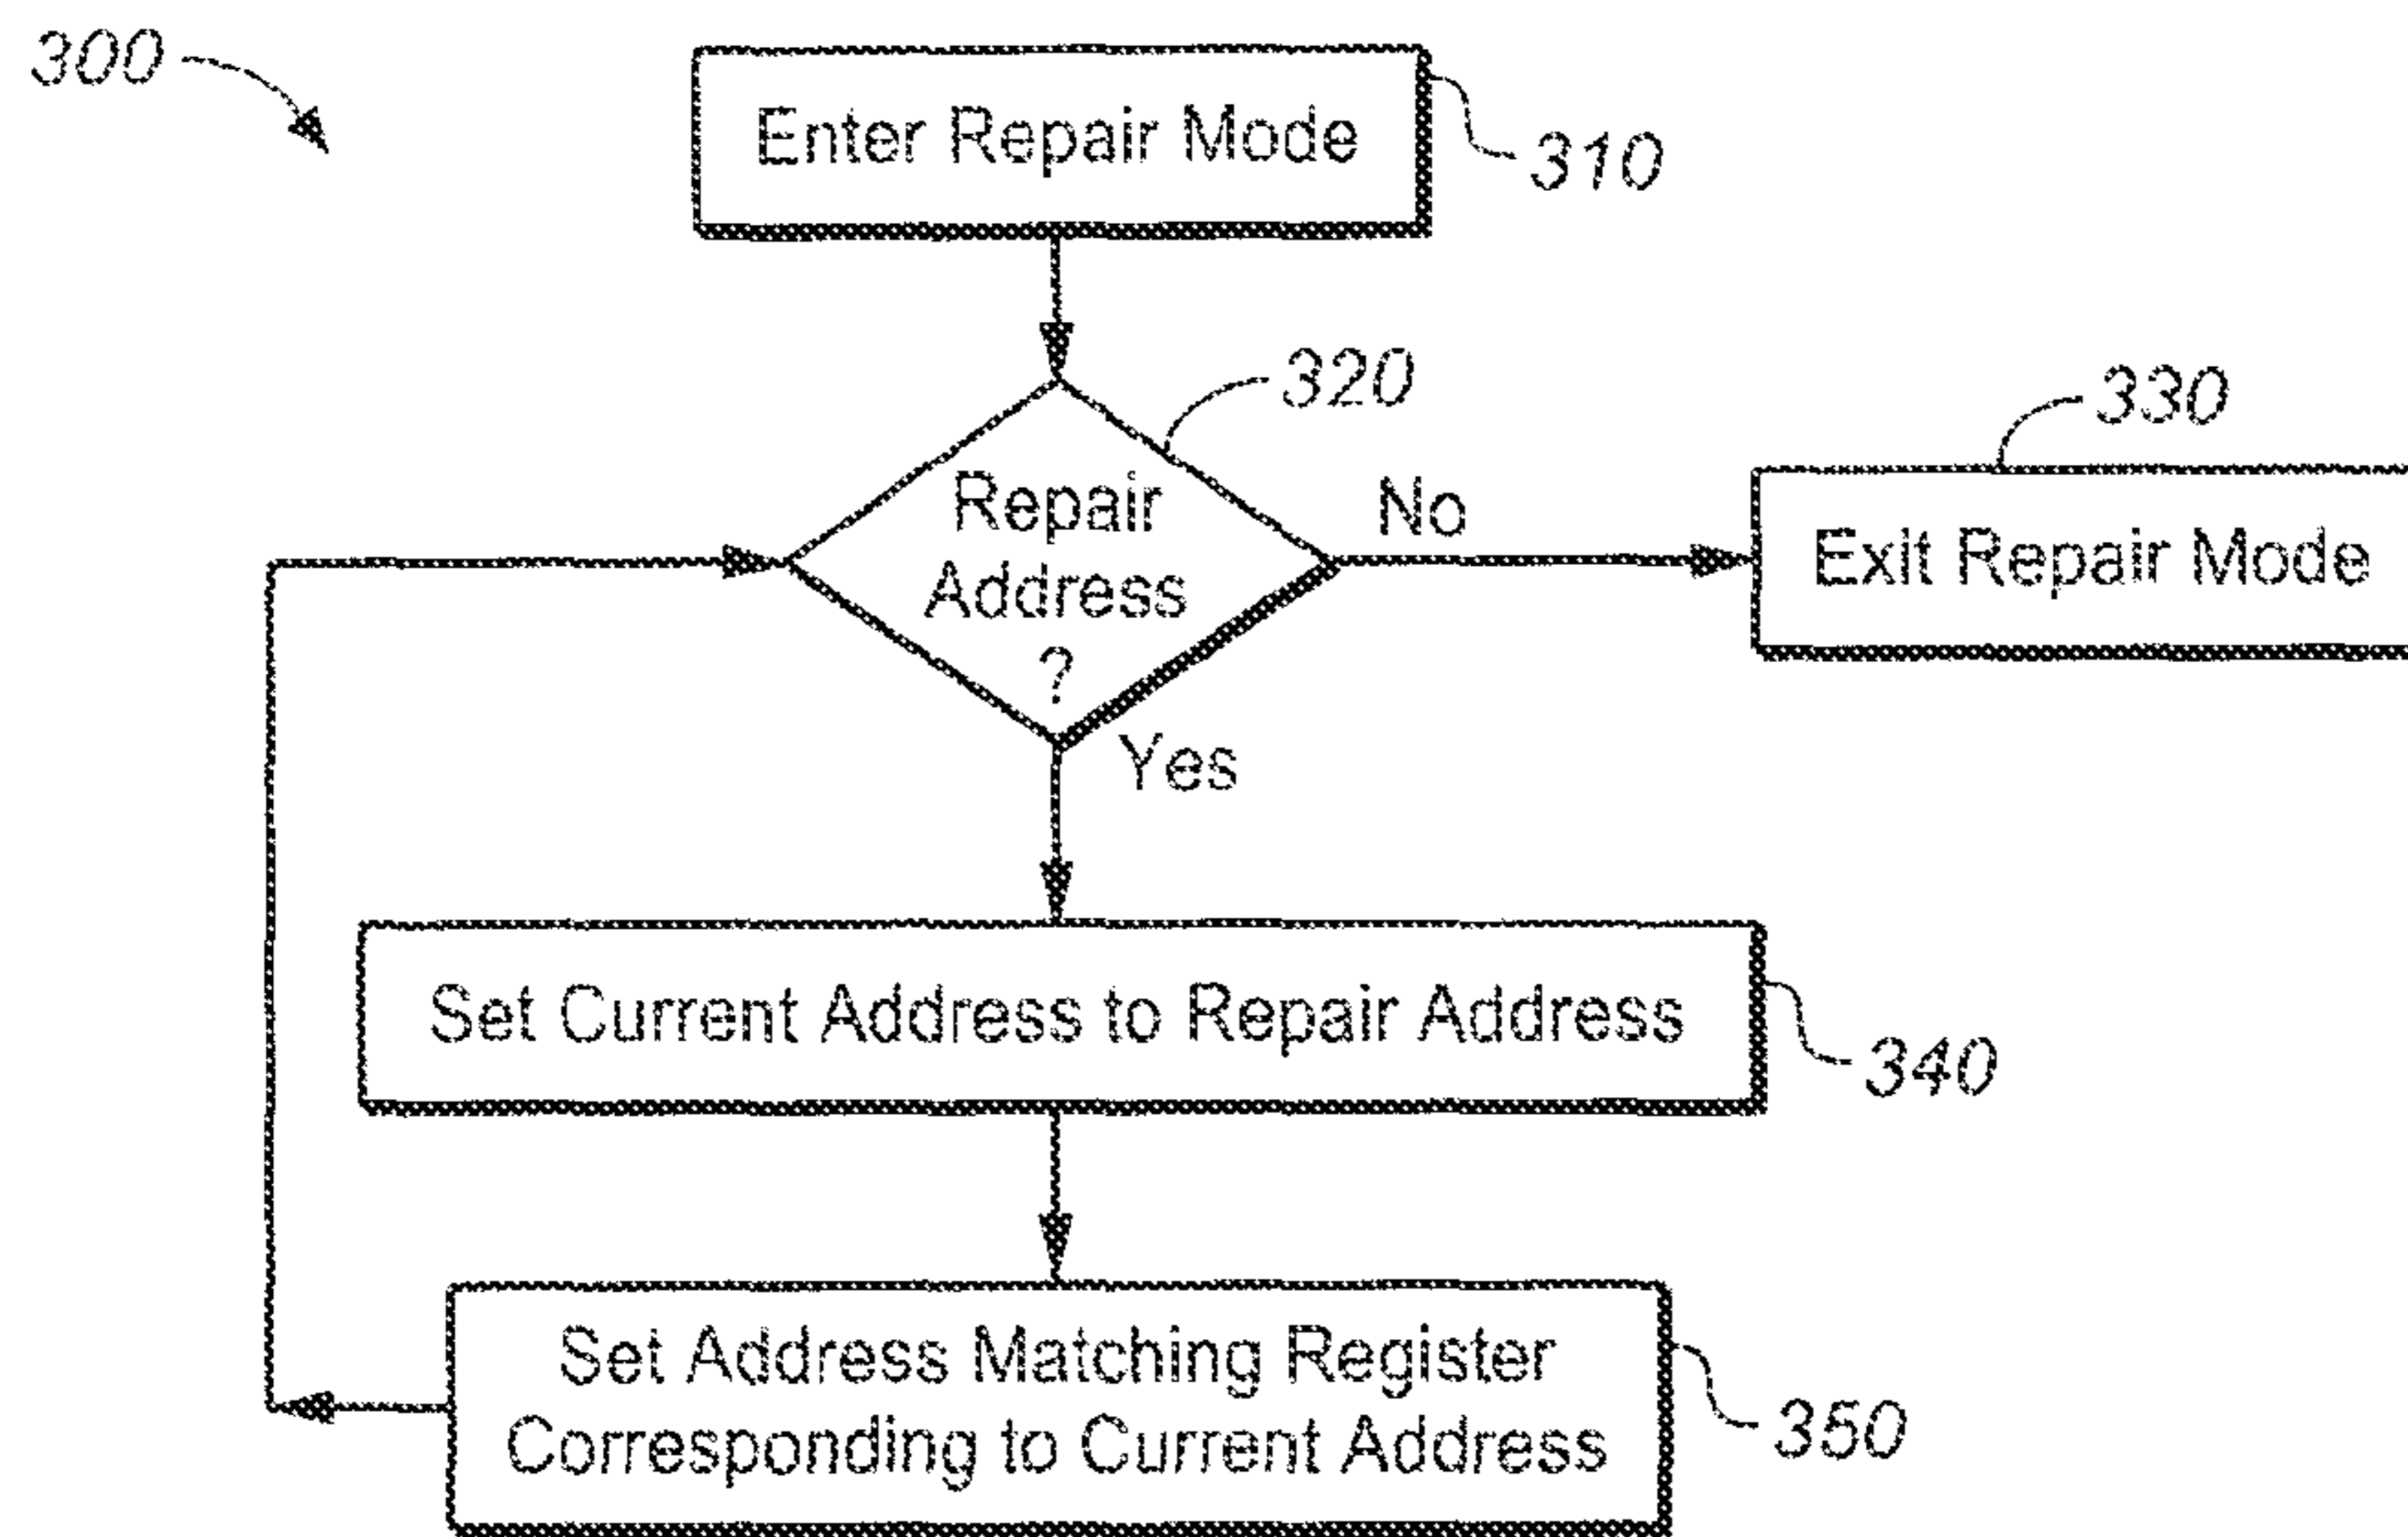 300
Enter Repair Mode
310
320
330
Repair
Address
?
No
Exit Repair Mode
Yes
Set Current Address to Repair Address
340
Set Address Matching Register
Corresponding to Current Address
350